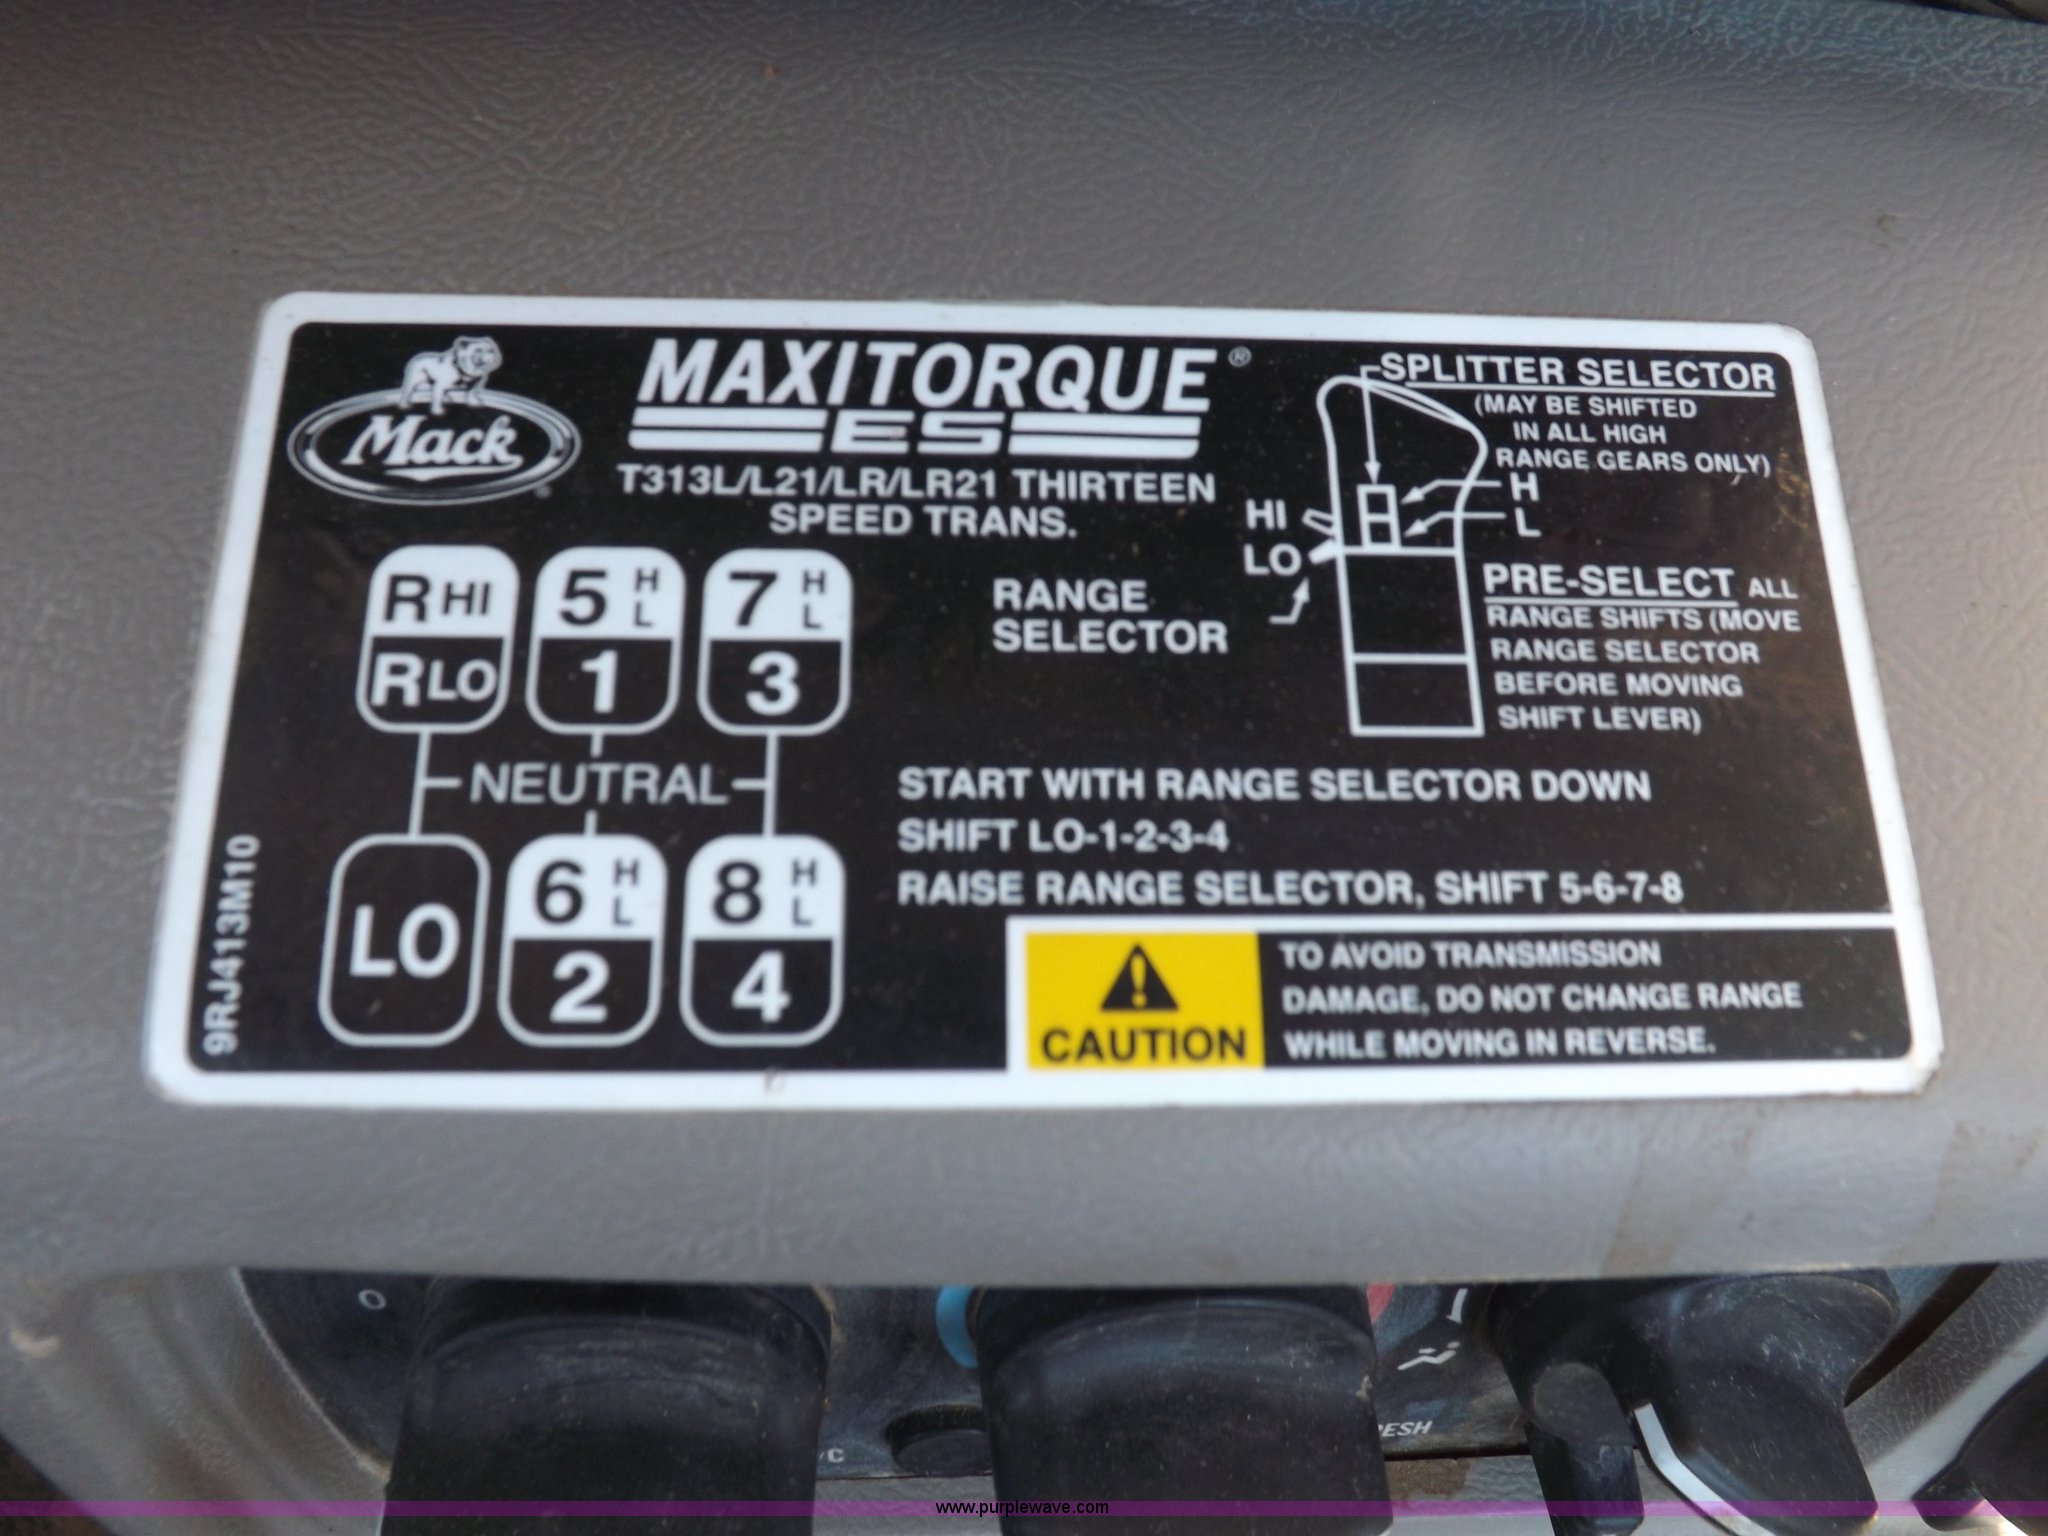 Mack
MAXITORQUE®
ES
T313L/L21/LR/LR21 THIRTEEN
SPEED TRANS.
SPLITTER SELECTOR
(MAY BE SHIFTED
IN ALL HIGH
RANGE GEARS ONLY)
H
L
HI
LO
RANGE
SELECTOR
PRE-SELECT ALL
RANGE SHIFTS (MOVE
RANGE SELECTOR
BEFORE MOVING
SHIFT LEVER)
R HI
R LO
5 H L
1
7 H L
3
NEUTRAL
LO
6 H L
2
8 H L
4
START WITH RANGE SELECTOR DOWN
SHIFT LO-1-2-3-4
RAISE RANGE SELECTOR, SHIFT 5-6-7-8
CAUTION
TO AVOID TRANSMISSION
DAMAGE, DO NOT CHANGE RANGE
WHILE MOVING IN REVERSE.
9RJ413M10
www.purplewave.com